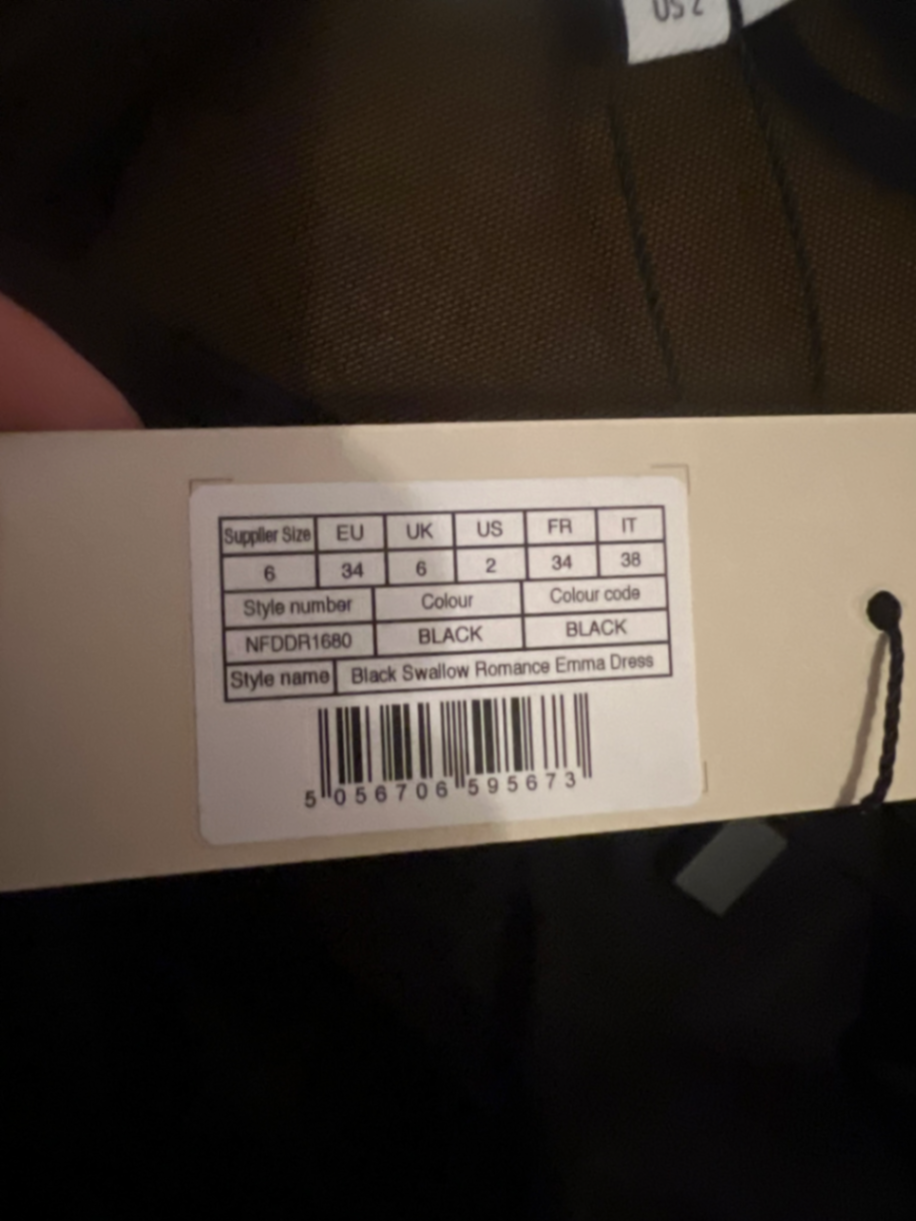 2 SU
Supplier Size EU UK US FR IT
6 34 6 2 34 38
Style number Colour Colour code
NFDDR1680 BLACK BLACK
Style name Black Swallow Romance Emma Dress
5 056706 595673